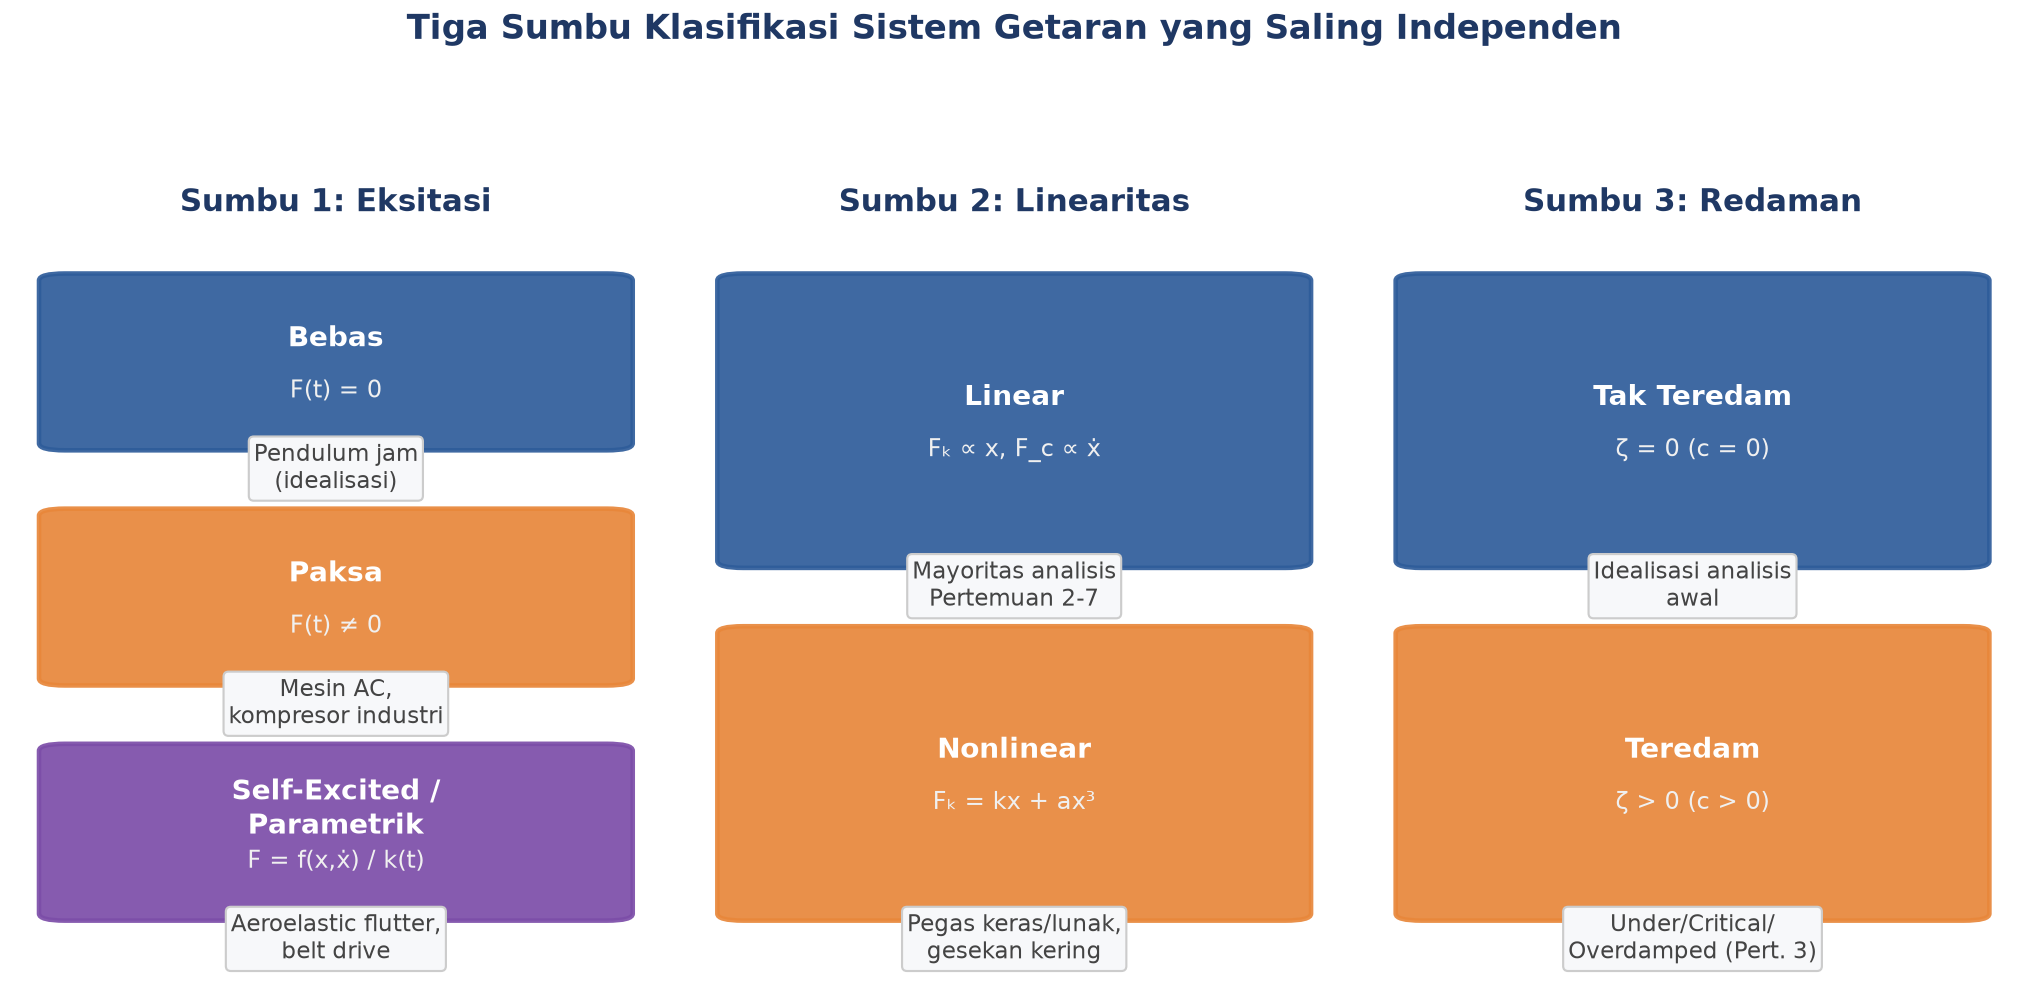 Tiga Sumbu Klasifikasi Sistem Getaran yang Saling Independen
Sumbu 1: Eksitasi
Bebas
F(t) = 0
Pendulum jam
(idealisasi)
Paksa
F(t) ≠ 0
Mesin AC,
kompresor industri
Self-Excited /
Parametrik
F = f(x,ẋ) / k(t)
Aeroelastic flutter,
belt drive
Sumbu 2: Linearitas
Linear
Fₖ ∝ x, F_c ∝ ẋ
Mayoritas analisis
Pertemuan 2-7
Nonlinear
Fₖ = kx + ax³
Pegas keras/lunak,
gesekan kering
Sumbu 3: Redaman
Tak Teredam
ζ = 0 (c = 0)
Idealisasi analisis
awal
Teredam
ζ > 0 (c > 0)
Under/Critical/
Overdamped (Pert. 3)